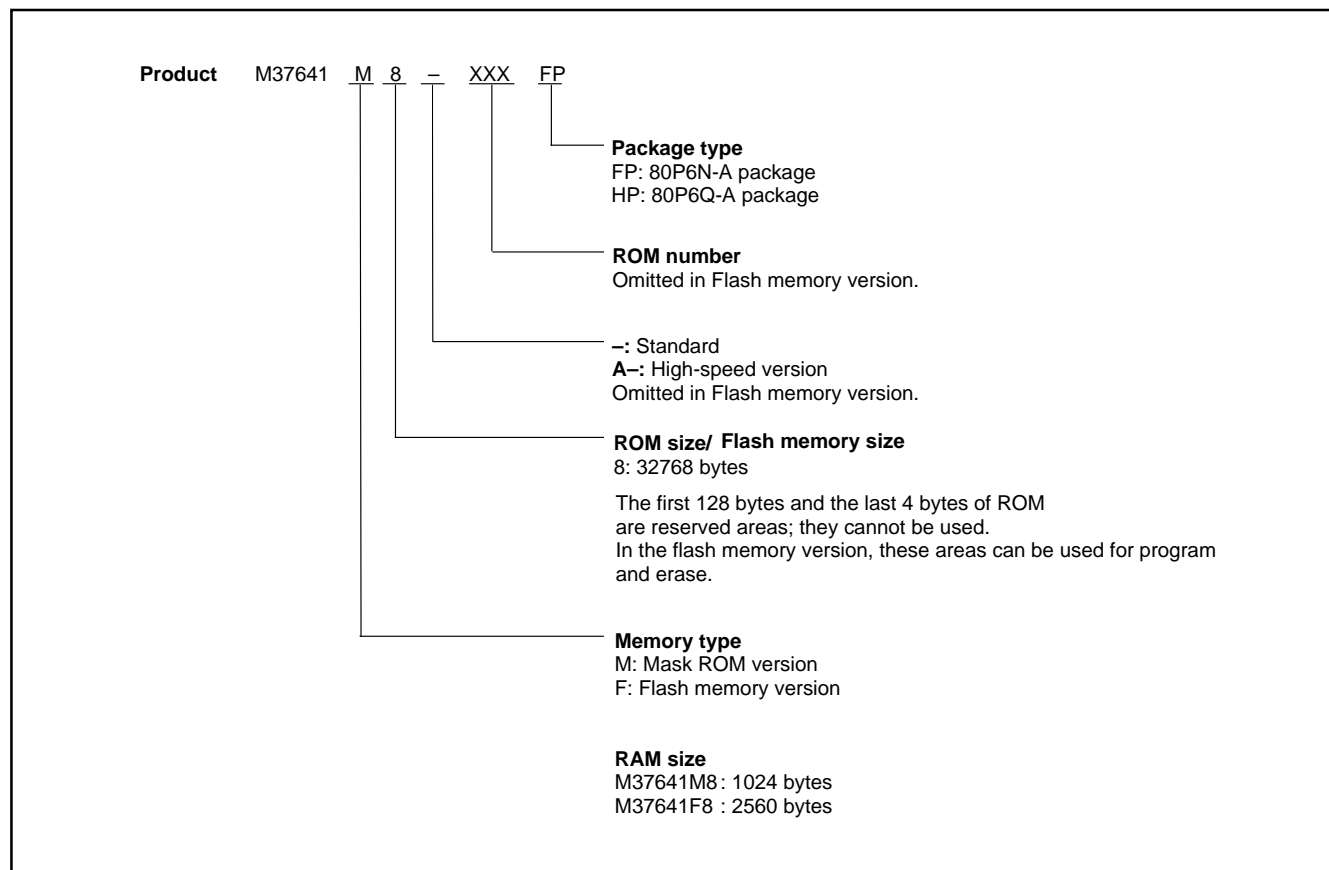 Product M37641 M 8 – XXX FP
Package type
FP: 80P6N-A package
HP: 80P6Q-A package
ROM number
Omitted in Flash memory version.
–: Standard
A–: High-speed version
Omitted in Flash memory version.
ROM size/ Flash memory size
8: 32768 bytes
The first 128 bytes and the last 4 bytes of ROM
are reserved areas; they cannot be used.
In the flash memory version, these areas can be used for program
and erase.
Memory type
M: Mask ROM version
F: Flash memory version
RAM size
M37641M8 : 1024 bytes
M37641F8 : 2560 bytes